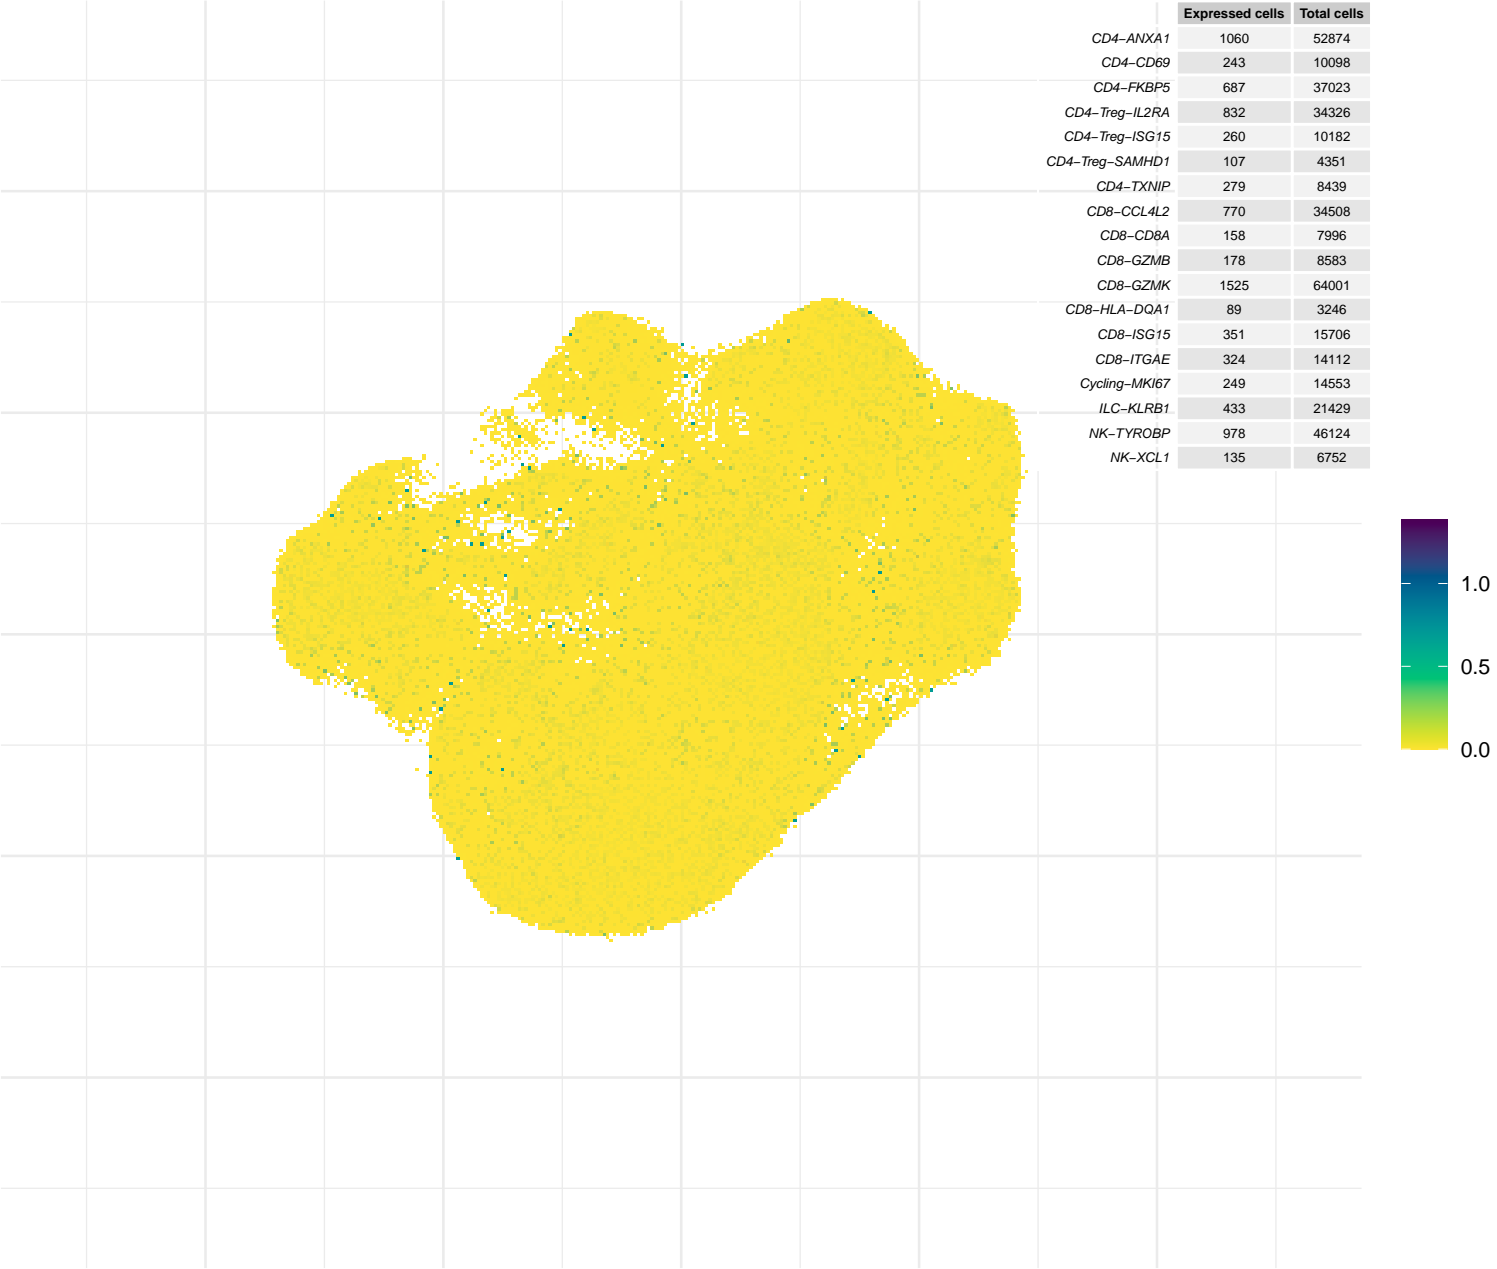 Expressed cells Total cells
CD4−ANXA1 1060 52874
CD4−CD69 243 10098
CD4−FKBP5 687 37023
CD4−Treg−IL2RA 832 34326
CD4−Treg−ISG15 260 10182
CD4−Treg−SAMHD1 107 4351
CD4−TXNIP 279 8439
CD8−CCL4L2 770 34508
CD8−CD8A 158 7996
CD8−GZMB 178 8583
CD8−GZMK 1525 64001
CD8−HLA−DQA1 89 3246
CD8−ISG15 351 15706
CD8−ITGAE 324 14112
Cycling−MKI67 249 14553
ILC−KLRB1 433 21429
NK−TYROBP 978 46124
NK−XCL1 135 6752
1.0
0.5
0.0